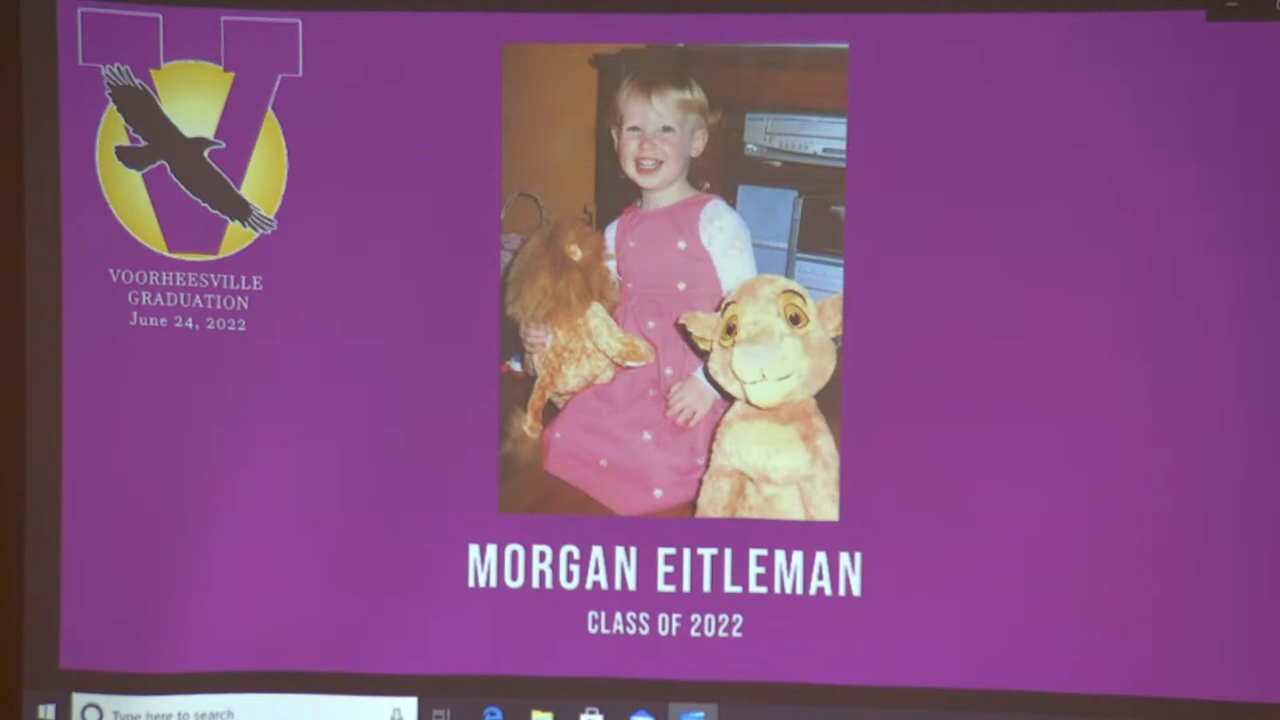 VOORHEESVILLE
GRADUATION
June 24, 2022
MORGAN EITLEMAN
CLASS OF 2022
Type here to search